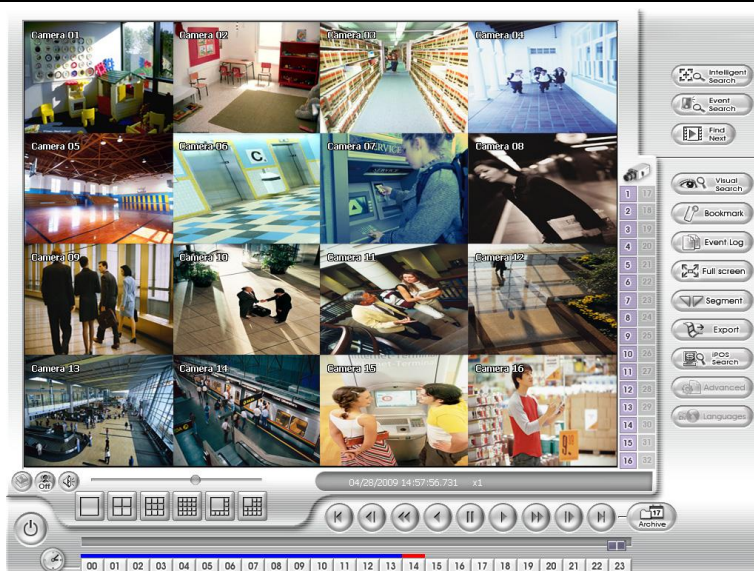 Camera 01
Camera 02
Camera 03
Camera 04
Intelligent Search
Event Search
Find Next
Camera 05
Camera 06
C.
Camera 07
SERVICE
Camera 08
Visual Search
Bookmark
Event Log
Full screen
Segment
Export
IPOS Search
Advanced
Languages
1 17
2 18
3 19
4 20
5 21
6 22
7 23
8 24
9 25
10 26
11 27
12 28
13 29
14 30
15 31
16 32
Camera 09
Camera 10
Camera 11
Camera 12
Camera 13
Camera 14
Camera 15
Camera 16
Off
04/28/2009 14:57:56.731 x1
17
Archive
00 01 02 03 04 05 06 07 08 09 10 11 12 13 14 15 16 17 18 19 20 21 22 23